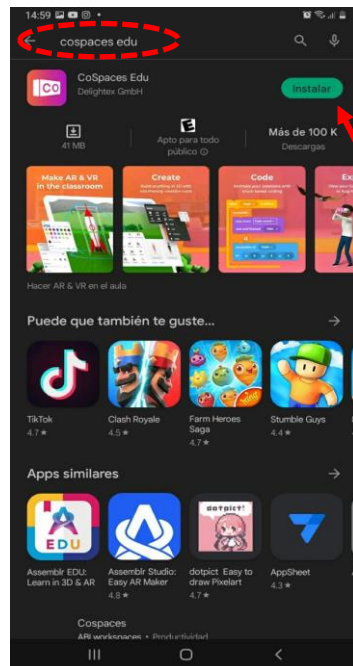 14:59
cospaces edu
CO
CoSpaces Edu
Delightex GmbH
Instalar
41 MB
E
Apto para todo
público
Más de 100 K
Descargas
Make AR & VR
in the classroom
Create
Code
Ex
Hacer AR & VR en el aula
Puede que también te guste...
TikTok
4.7★
Clash Royale
4.5★
Farm Heroes
Saga
4.7★
Stumble Guys
4.4★
Apps similares
EDU
dotpict!
Assemblr EDU:
Learn in 3D & AR
Assemblr Studio:
Easy AR Maker
4.8★
dotpict Easy to
draw Pixelart
4.7★
AppSheet
4.3★
Cospaces
ABI workspaces • Productividad